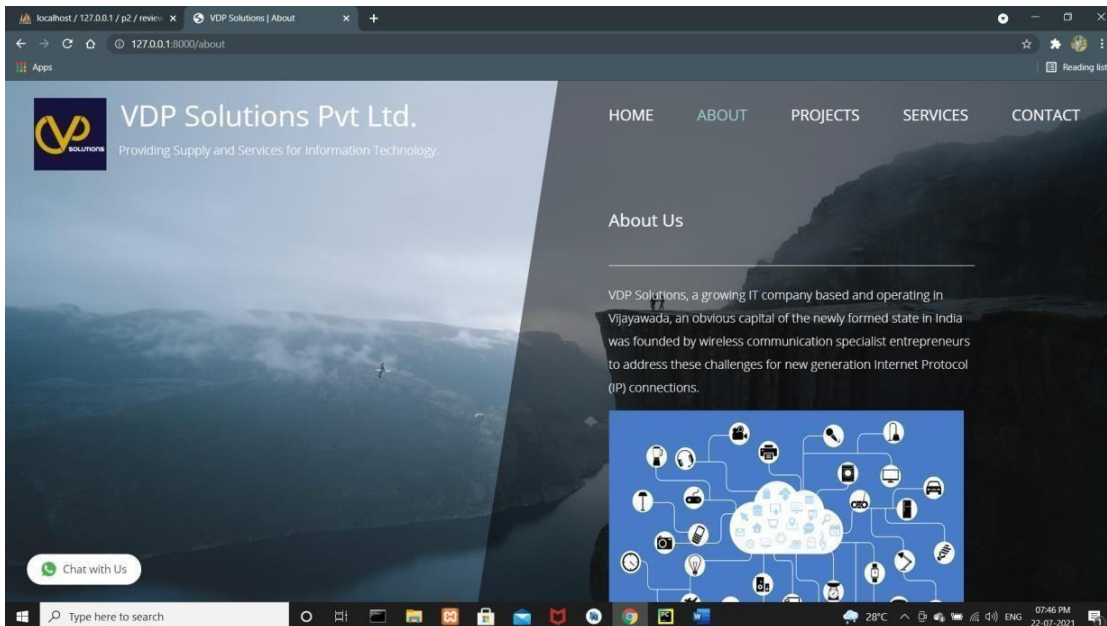 localhost / 127.0.0.1 / p2 / review
VDP Solutions | About
127.0.0.1:8000/about
Apps
Reading list
VP
SOLUTIONS
VDP Solutions Pvt Ltd.
Providing Supply and Services for Information Technology.
HOME ABOUT PROJECTS SERVICES CONTACT
About Us
VDP Solutions, a growing IT company based and operating in
Vijayawada, an obvious capital of the newly formed state in India
was founded by wireless communication specialist entrepreneurs
to address these challenges for new generation Internet Protocol
(IP) connections.
Chat with Us
Type here to search
PC
W
28°C
ENG
07:46 PM
22-07-2021
1